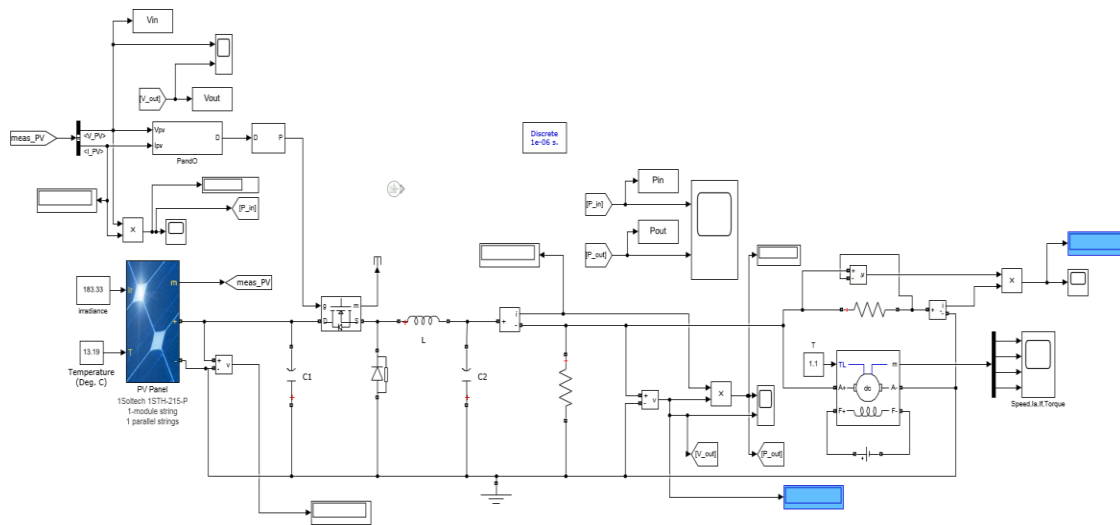 Vin
[V_out]
Vout
meas_PV
<V_PV>
<I_PV>
Vpv
Ipv
D
PandO
D
P
Discrete
1e-06 s.
[P_in]
x
Pin
[P_in]
Pout
[P_out]
183.33
irradiance
13.19
Temperature
(Deg. C)
Ir
T
m
+
-
PV Panel
1Soltech 1STH-215-P
1-module string
1 parallel strings
meas_PV
+
-
v
C1
g
m
D
S
L
C2
+
i
-
+
-
v
x
[V_out]
[P_out]
+
-
v
x
+
i
-
T
1.1
TL
m
A+
dc
A-
F+
F-
Speed,Ia,If,Torque